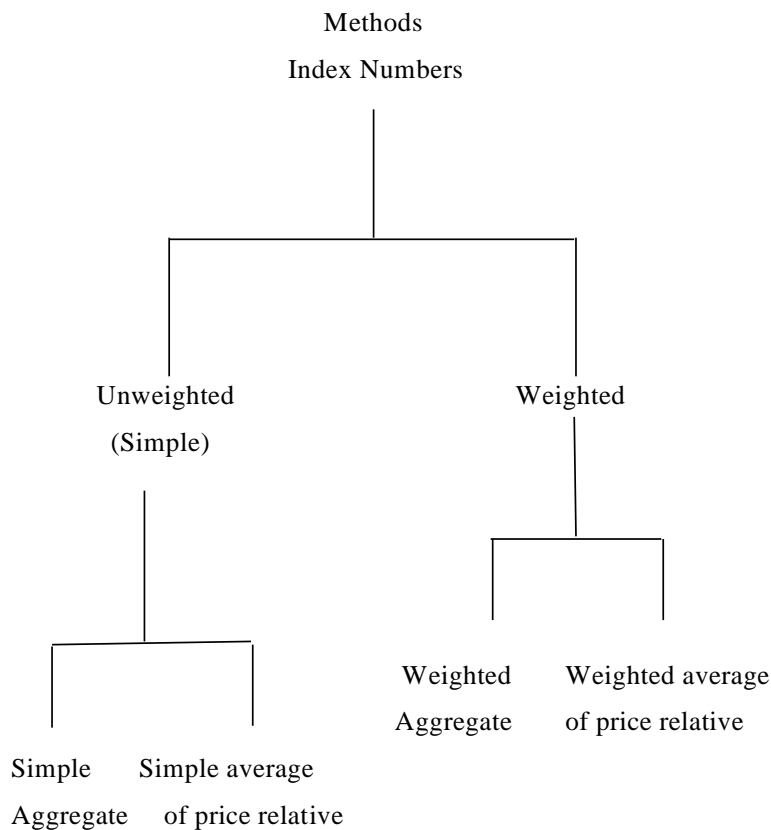 Methods
Index Numbers
Unweighted
(Simple)
Weighted
Weighted Aggregate
Weighted average of price relative
Simple Aggregate
Simple average of price relative